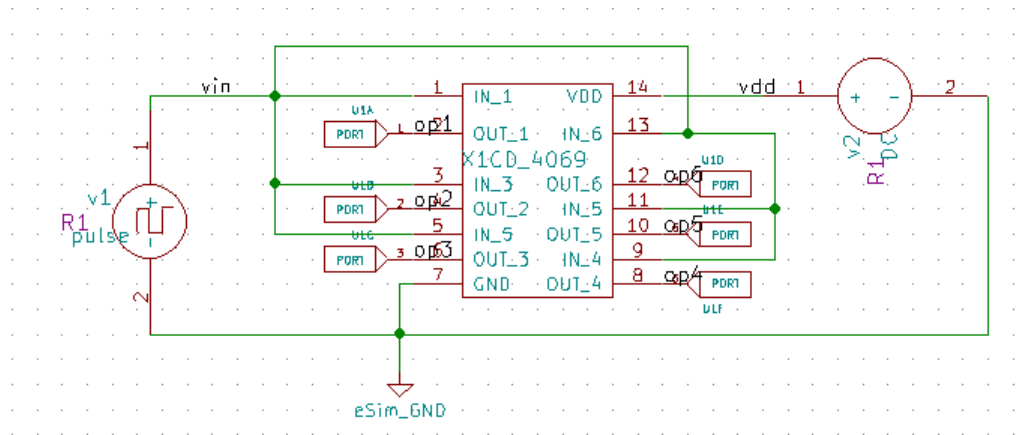 vin
1 IN_1 VDD 14 vdd 1 + - 2
U1A
PORT 1 op1 OUT_1 IN_6 13
v2 DC
R1
X1CD_4069
1
3 IN_3 OUT_6 12 op6 PORT U1D
U1B
PORT 2 op2 OUT_2 IN_5 11
v1 + -
R1 pulse
5 IN_5 OUT_5 10 op5 PORT U1E
U1C
PORT 3 op3 OUT_3 IN_4 9
7 GND OUT_4 8 op4 PORT
U1F
2
eSim_GND